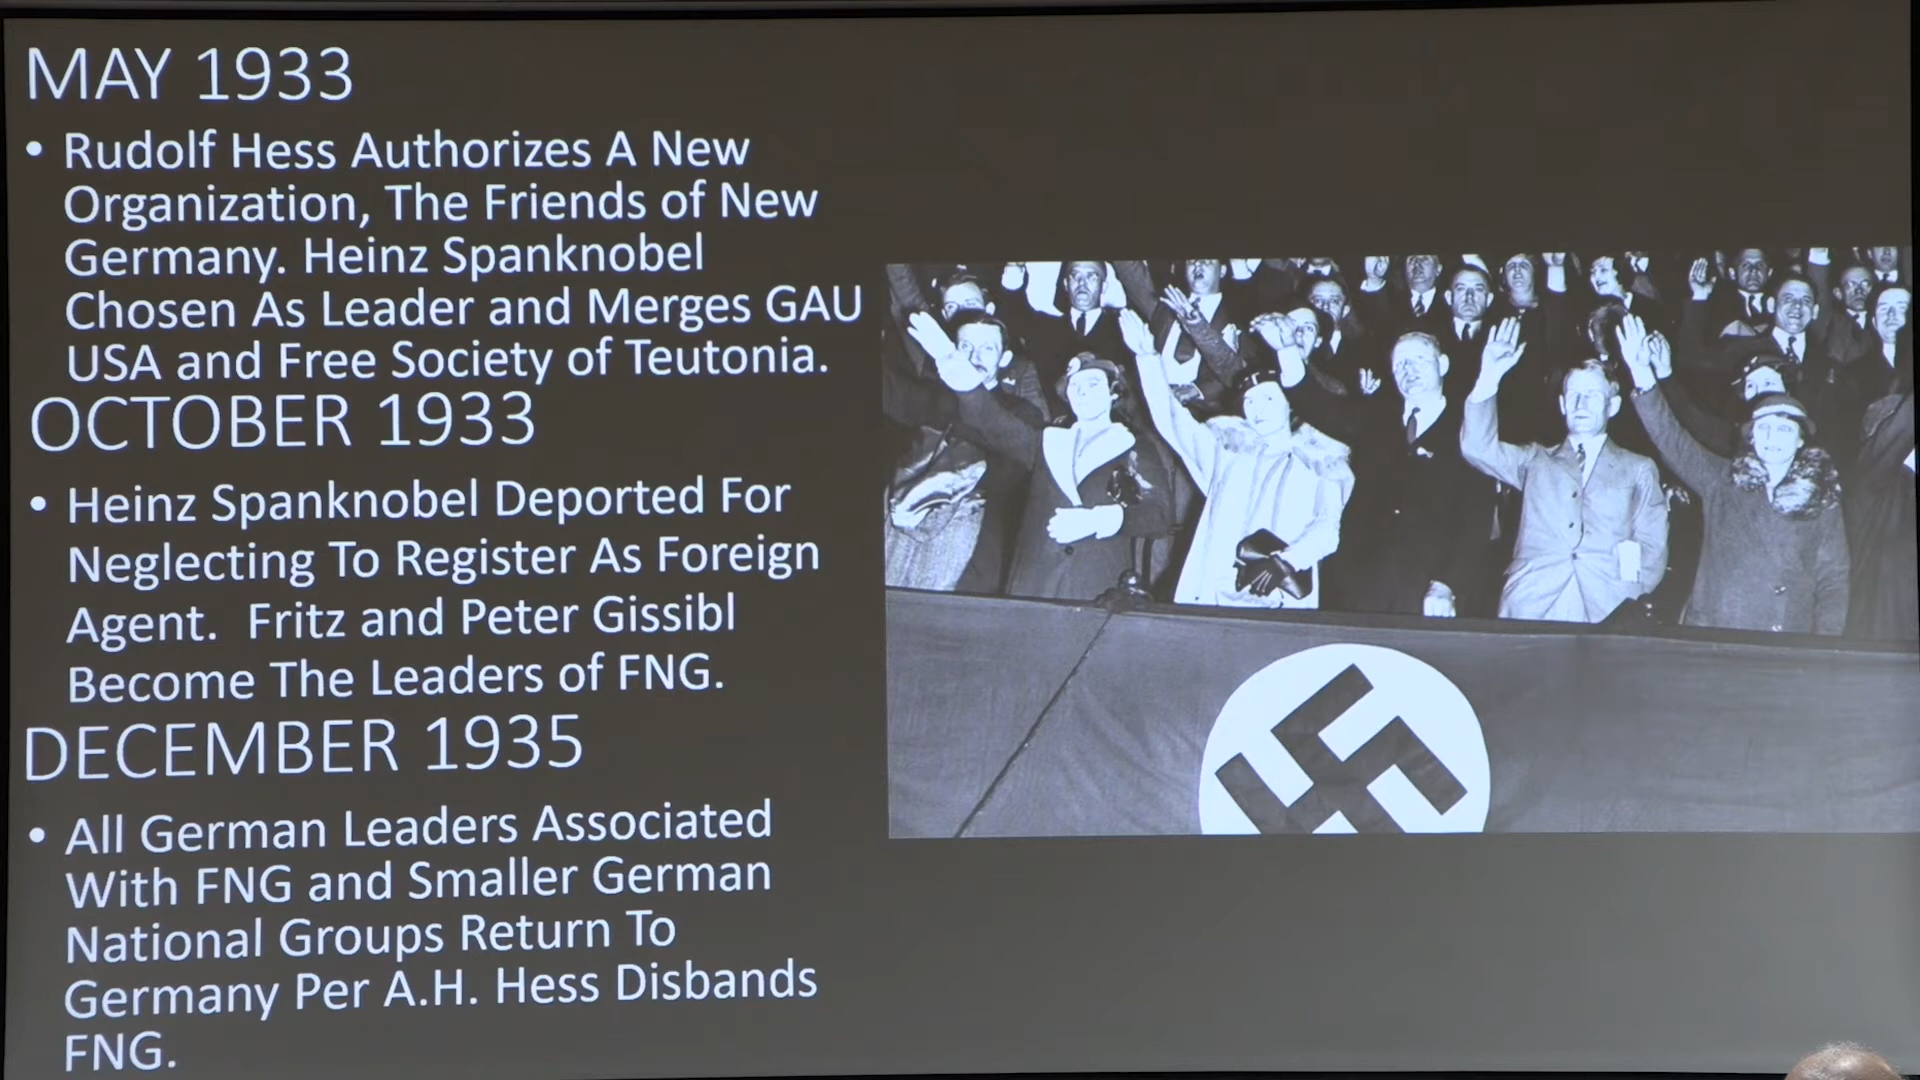 MAY 1933
• Rudolf Hess Authorizes A New
Organization, The Friends of New
Germany. Heinz Spanknobel
Chosen As Leader and Merges GAU
USA and Free Society of Teutonia.
OCTOBER 1933
• Heinz Spanknobel Deported For
Neglecting To Register As Foreign
Agent. Fritz and Peter Gissibl
Become The Leaders of FNG.
DECEMBER 1935
• All German Leaders Associated
With FNG and Smaller German
National Groups Return To
Germany Per A.H. Hess Disbands
FNG.